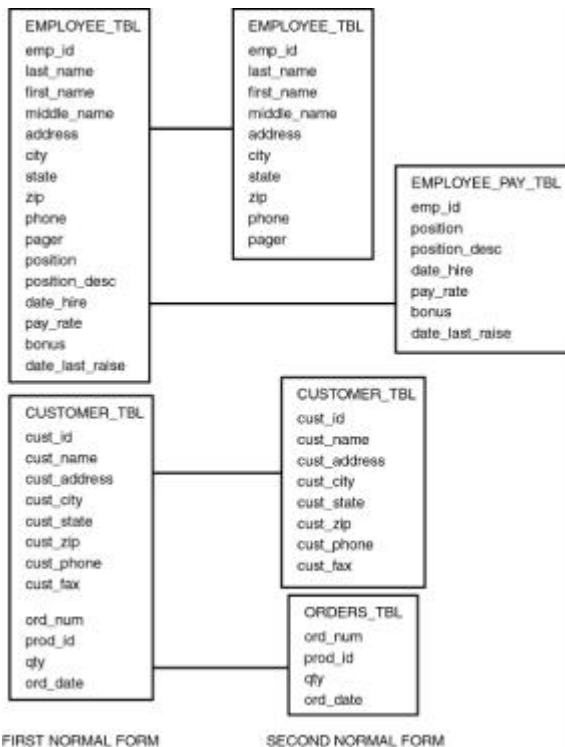 EMPLOYEE_TBL
emp_id
last_name
first_name
middle_name
address
city
state
zip
phone
pager
position
position_desc
date_hire
pay_rate
bonus
date_last_raise
EMPLOYEE_TBL
emp_id
last_name
first_name
middle_name
address
city
state
zip
phone
pager
EMPLOYEE_PAY_TBL
emp_id
position
position_desc
date_hire
pay_rate
bonus
date_last_raise
CUSTOMER_TBL
cust_id
cust_name
cust_address
cust_city
cust_state
cust_zip
cust_phone
cust_fax
ord_num
prod_id
qty
ord_date
CUSTOMER_TBL
cust_id
cust_name
cust_address
cust_city
cust_state
cust_zip
cust_phone
cust_fax
ORDERS_TBL
ord_num
prod_id
qty
ord_date
FIRST NORMAL FORM
SECOND NORMAL FORM